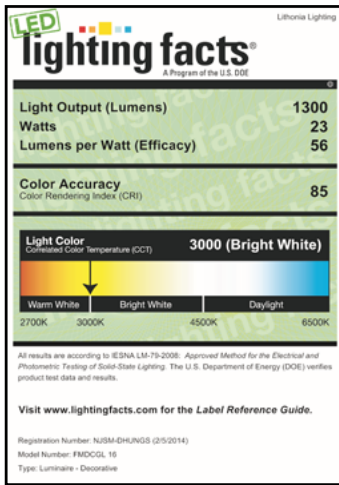 Lithonia Lighting
LED
lighting facts®
A Program of the U.S. DOE
Light Output (Lumens) 1300
Watts 23
Lumens per Watt (Efficacy) 56
Color Accuracy 85
Color Rendering Index (CRI)
Light Color 3000 (Bright White)
Correlated Color Temperature (CCT)
Warm White Bright White Daylight
2700K 3000K 4500K 6500K
All results are according to IESNA LM-79-2008: Approved Method for the Electrical and
Photometric Testing of Solid-State Lighting. The U.S. Department of Energy (DOE) verifies
product test data and results.
Visit www.lightingfacts.com for the Label Reference Guide.
Registration Number: NJSM-DHUNGS (2/5/2014)
Model Number: FMDCGL 16
Type: Luminaire - Decorative